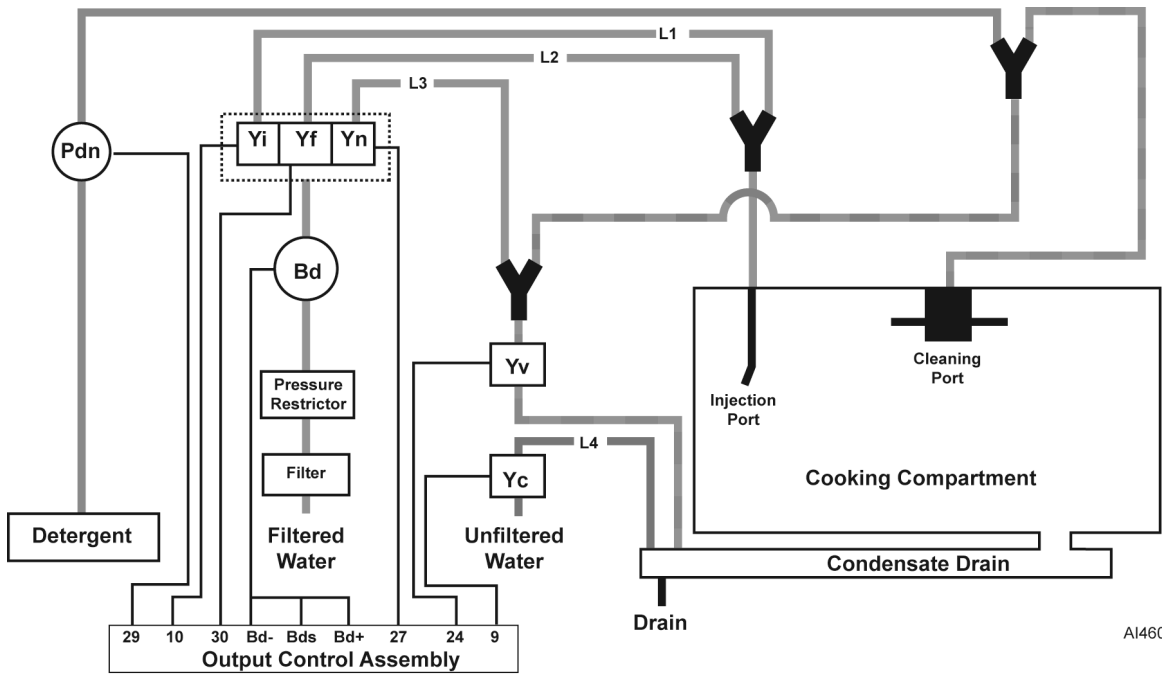 L1
L2
L3
Yi Yf Yn
Pdn
Bd
Pressure
Restrictor
Filter
Detergent
Filtered
Water
Yv
L4
Yc
Unfiltered
Water
Injection
Port
Cleaning
Port
Cooking Compartment
Condensate Drain
Drain
29 10 30 Bd- Bds Bd+ 27 24 9
Output Control Assembly
AI460